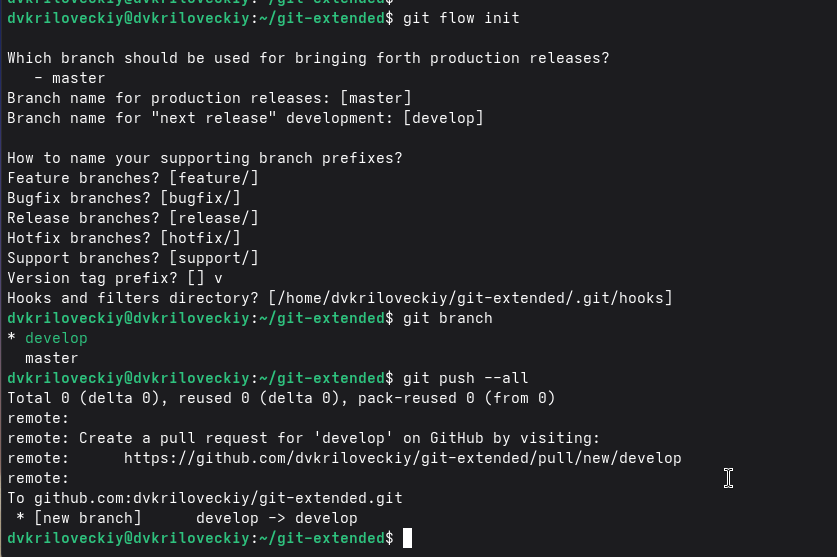 dvkriloveckiy@dvkriloveckiy:~/git-extended$ git flow init
Which branch should be used for bringing forth production releases?
   - master
Branch name for production releases: [master]
Branch name for "next release" development: [develop]
How to name your supporting branch prefixes?
Feature branches? [feature/]
Bugfix branches? [bugfix/]
Release branches? [release/]
Hotfix branches? [hotfix/]
Support branches? [support/]
Version tag prefix? [] v
Hooks and filters directory? [/home/dvkriloveckiy/git-extended/.git/hooks]
dvkriloveckiy@dvkriloveckiy:~/git-extended$ git branch
* develop
  master
dvkriloveckiy@dvkriloveckiy:~/git-extended$ git push --all
Total 0 (delta 0), reused 0 (delta 0), pack-reused 0 (from 0)
remote:
remote: Create a pull request for 'develop' on GitHub by visiting:
remote:      https://github.com/dvkriloveckiy/git-extended/pull/new/develop
remote:
To github.com:dvkriloveckiy/git-extended.git
 * [new branch]      develop -> develop
dvkriloveckiy@dvkriloveckiy:~/git-extended$